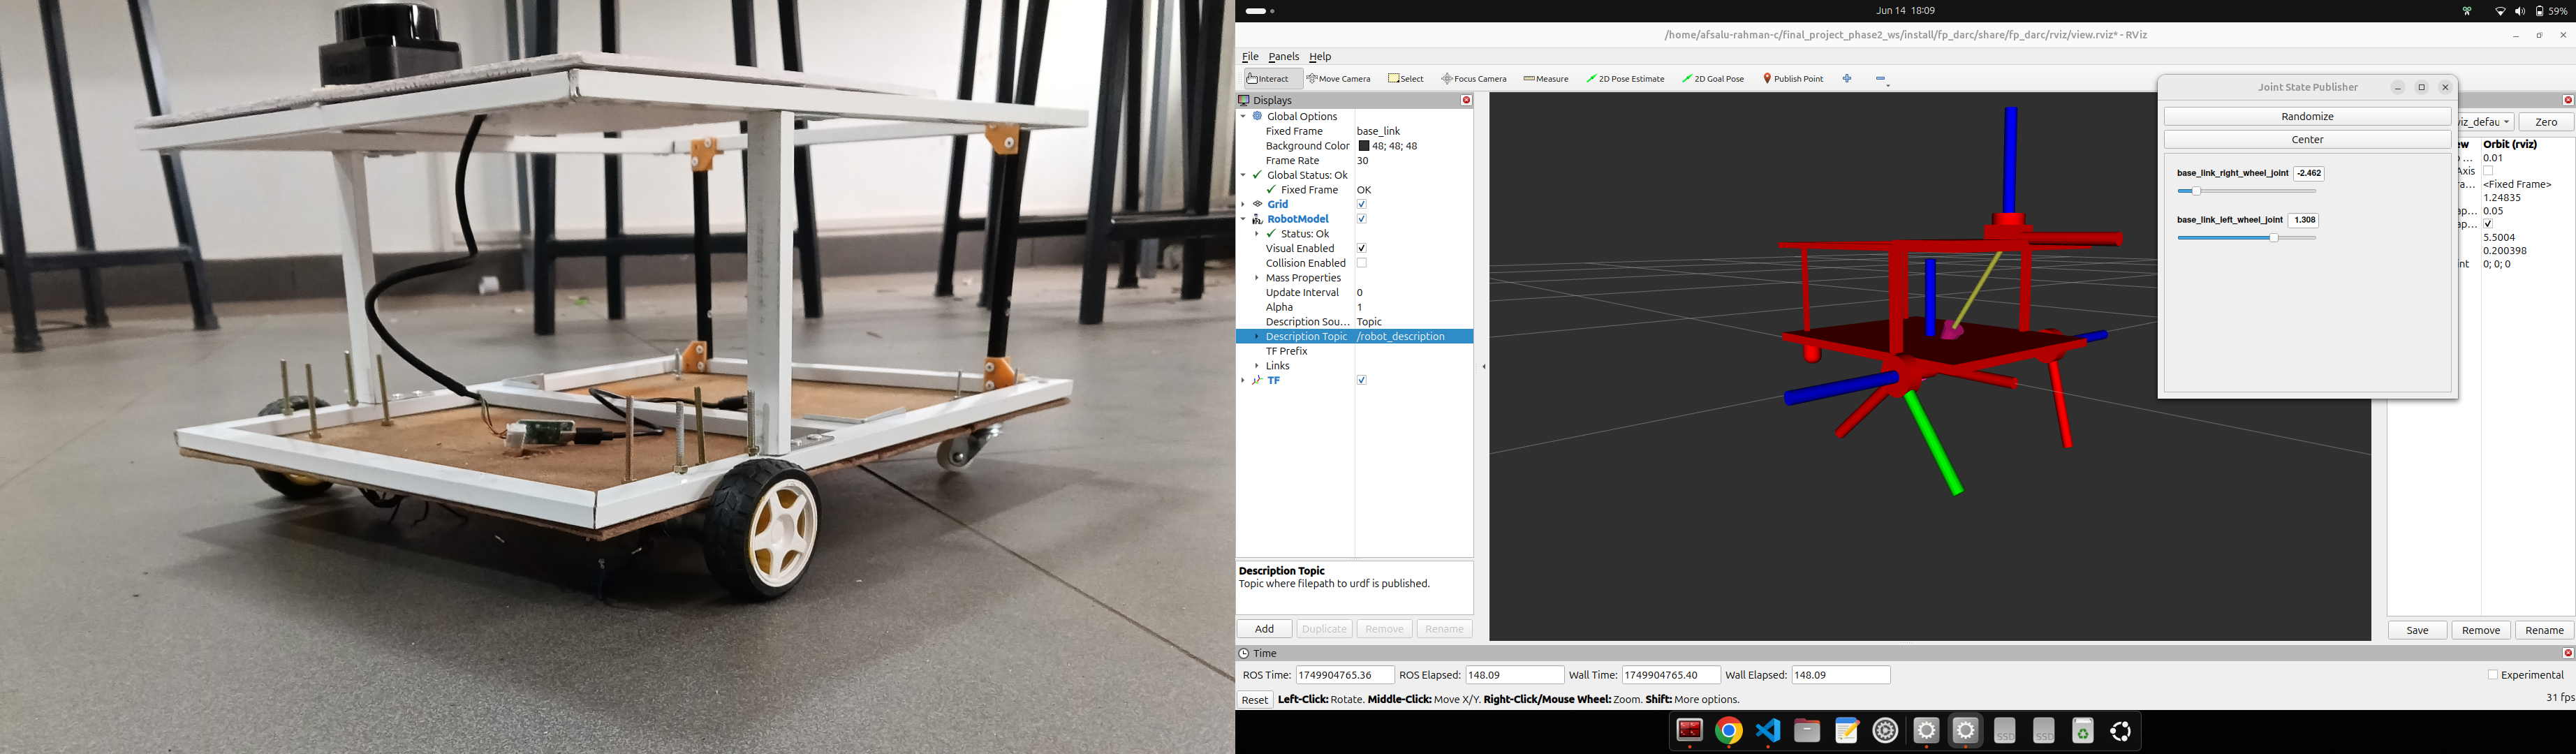 Jun 14 18:09
59%
/home/afsalu-rahman-c/final_project_phase2_ws/install/fp_darc/share/fp_darc/rviz/view.rviz* - RViz
File Panels Help
Interact Move Camera Select Focus Camera Measure 2D Pose Estimate 2D Goal Pose Publish Point
Displays
Global Options
Fixed Frame base_link
Background Color 48; 48; 48
Frame Rate 30
Global Status: Ok
Fixed Frame OK
Grid
RobotModel
Status: Ok
Visual Enabled
Collision Enabled
Mass Properties
Update Interval 0
Alpha 1
Description Sou... Topic
Description Topic /robot_description
TF Prefix
Links
TF
Description Topic
Topic where filepath to urdf is published.
Add Duplicate Remove Rename
Joint State Publisher
Randomize
Center
base_link_right_wheel_joint -2.462
base_link_left_wheel_joint 1.308
Zero
Orbit (rviz)
0.01
<Fixed Frame>
1.24835
0.05
5.5004
0.200398
0; 0; 0
Save Remove Rename
Time
ROS Time: 1749904765.36 ROS Elapsed: 148.09 Wall Time: 1749904765.40 Wall Elapsed: 148.09 Experimental
Reset Left-Click: Rotate. Middle-Click: Move X/Y. Right-Click/Mouse Wheel: Zoom. Shift: More options. 31 fps
SSD SSD